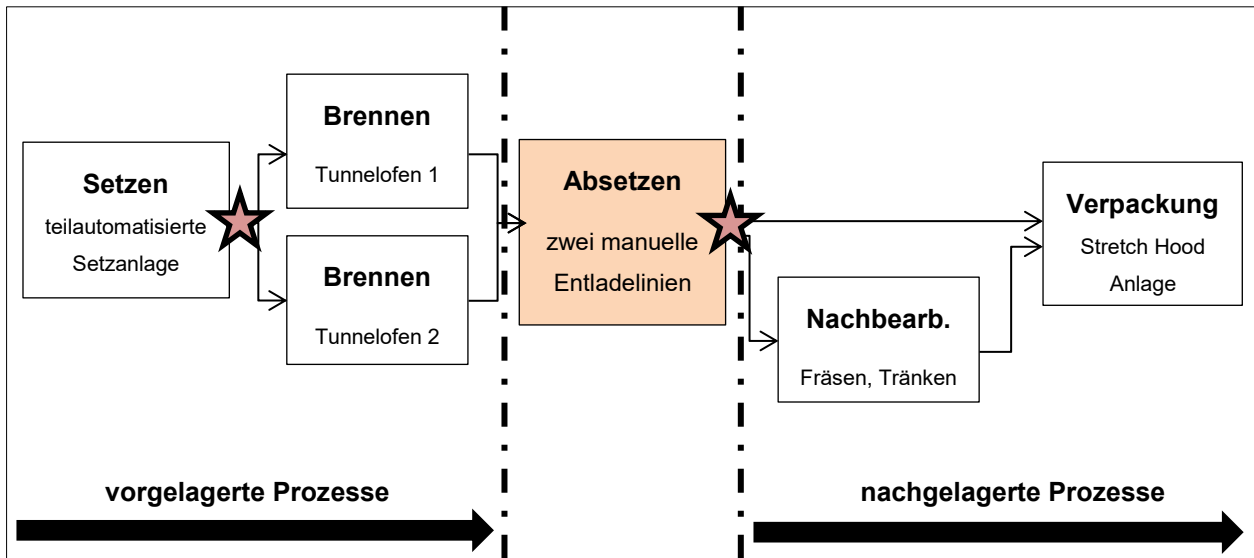 Setzen
teilautomatisierte
Setzanlage
Brennen
Tunnelofen 1
Brennen
Tunnelofen 2
Absetzen
zwei manuelle
Entladelinien
Nachbearb.
Fräsen, Tränken
Verpackung
Stretch Hood
Anlage
vorgelagerte Prozesse
nachgelagerte Prozesse